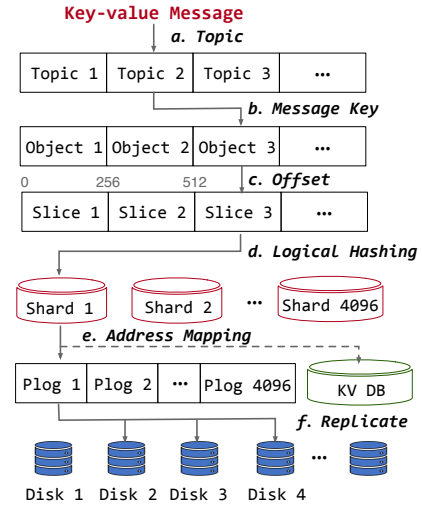 Key-value Message
a. Topic
Topic 1 Topic 2 Topic 3 ...
b. Message Key
Object 1 Object 2 Object 3 ...
0 256 512 c. Offset
Slice 1 Slice 2 Slice 3 ...
d. Logical Hashing
Shard 1 Shard 2 ... Shard 4096
e. Address Mapping
Plog 1 Plog 2 ... Plog 4096 KV DB
f. Replicate
...
Disk 1 Disk 2 Disk 3 Disk 4